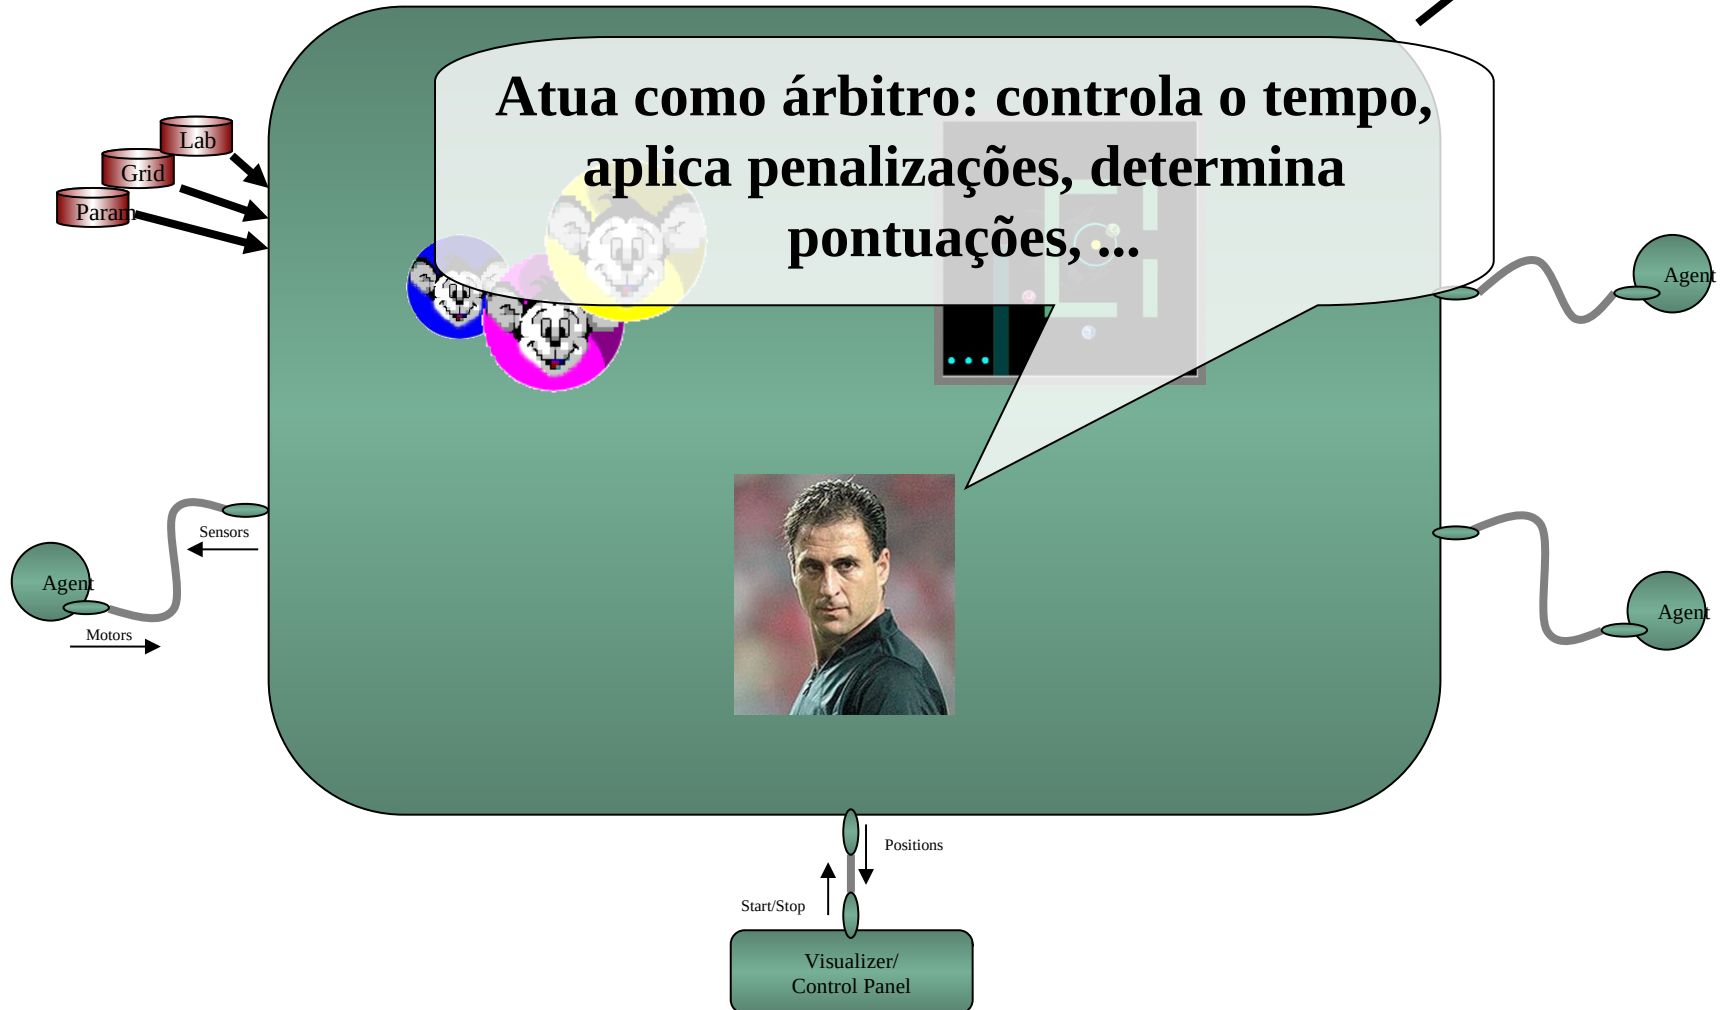 Atua como árbitro: controla o tempo,
aplica penalizações, determina
pontuações, ...
Lab
Grid
Param
Agent
Sensors
Agent
Motors
Agent
Positions
Start/Stop
Visualizer/
Control Panel